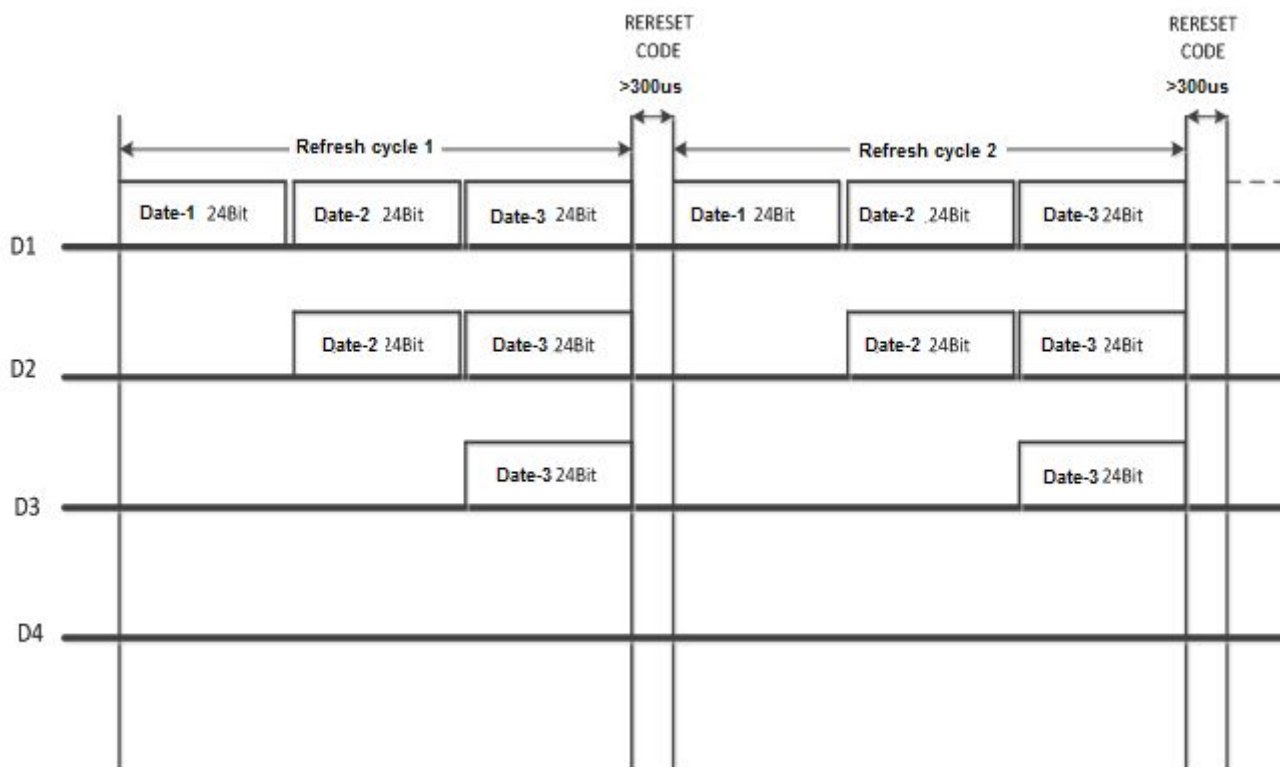 RERESET
CODE
>300us
RERESET
CODE
>300us
Refresh cycle 1
Refresh cycle 2
Date-1 24Bit
Date-2 24Bit
Date-3 24Bit
Date-1 24Bit
Date-2 24Bit
Date-3 24Bit
D1
Date-2 24Bit
Date-3 24Bit
Date-2 24Bit
Date-3 24Bit
D2
Date-3 24Bit
Date-3 24Bit
D3
D4